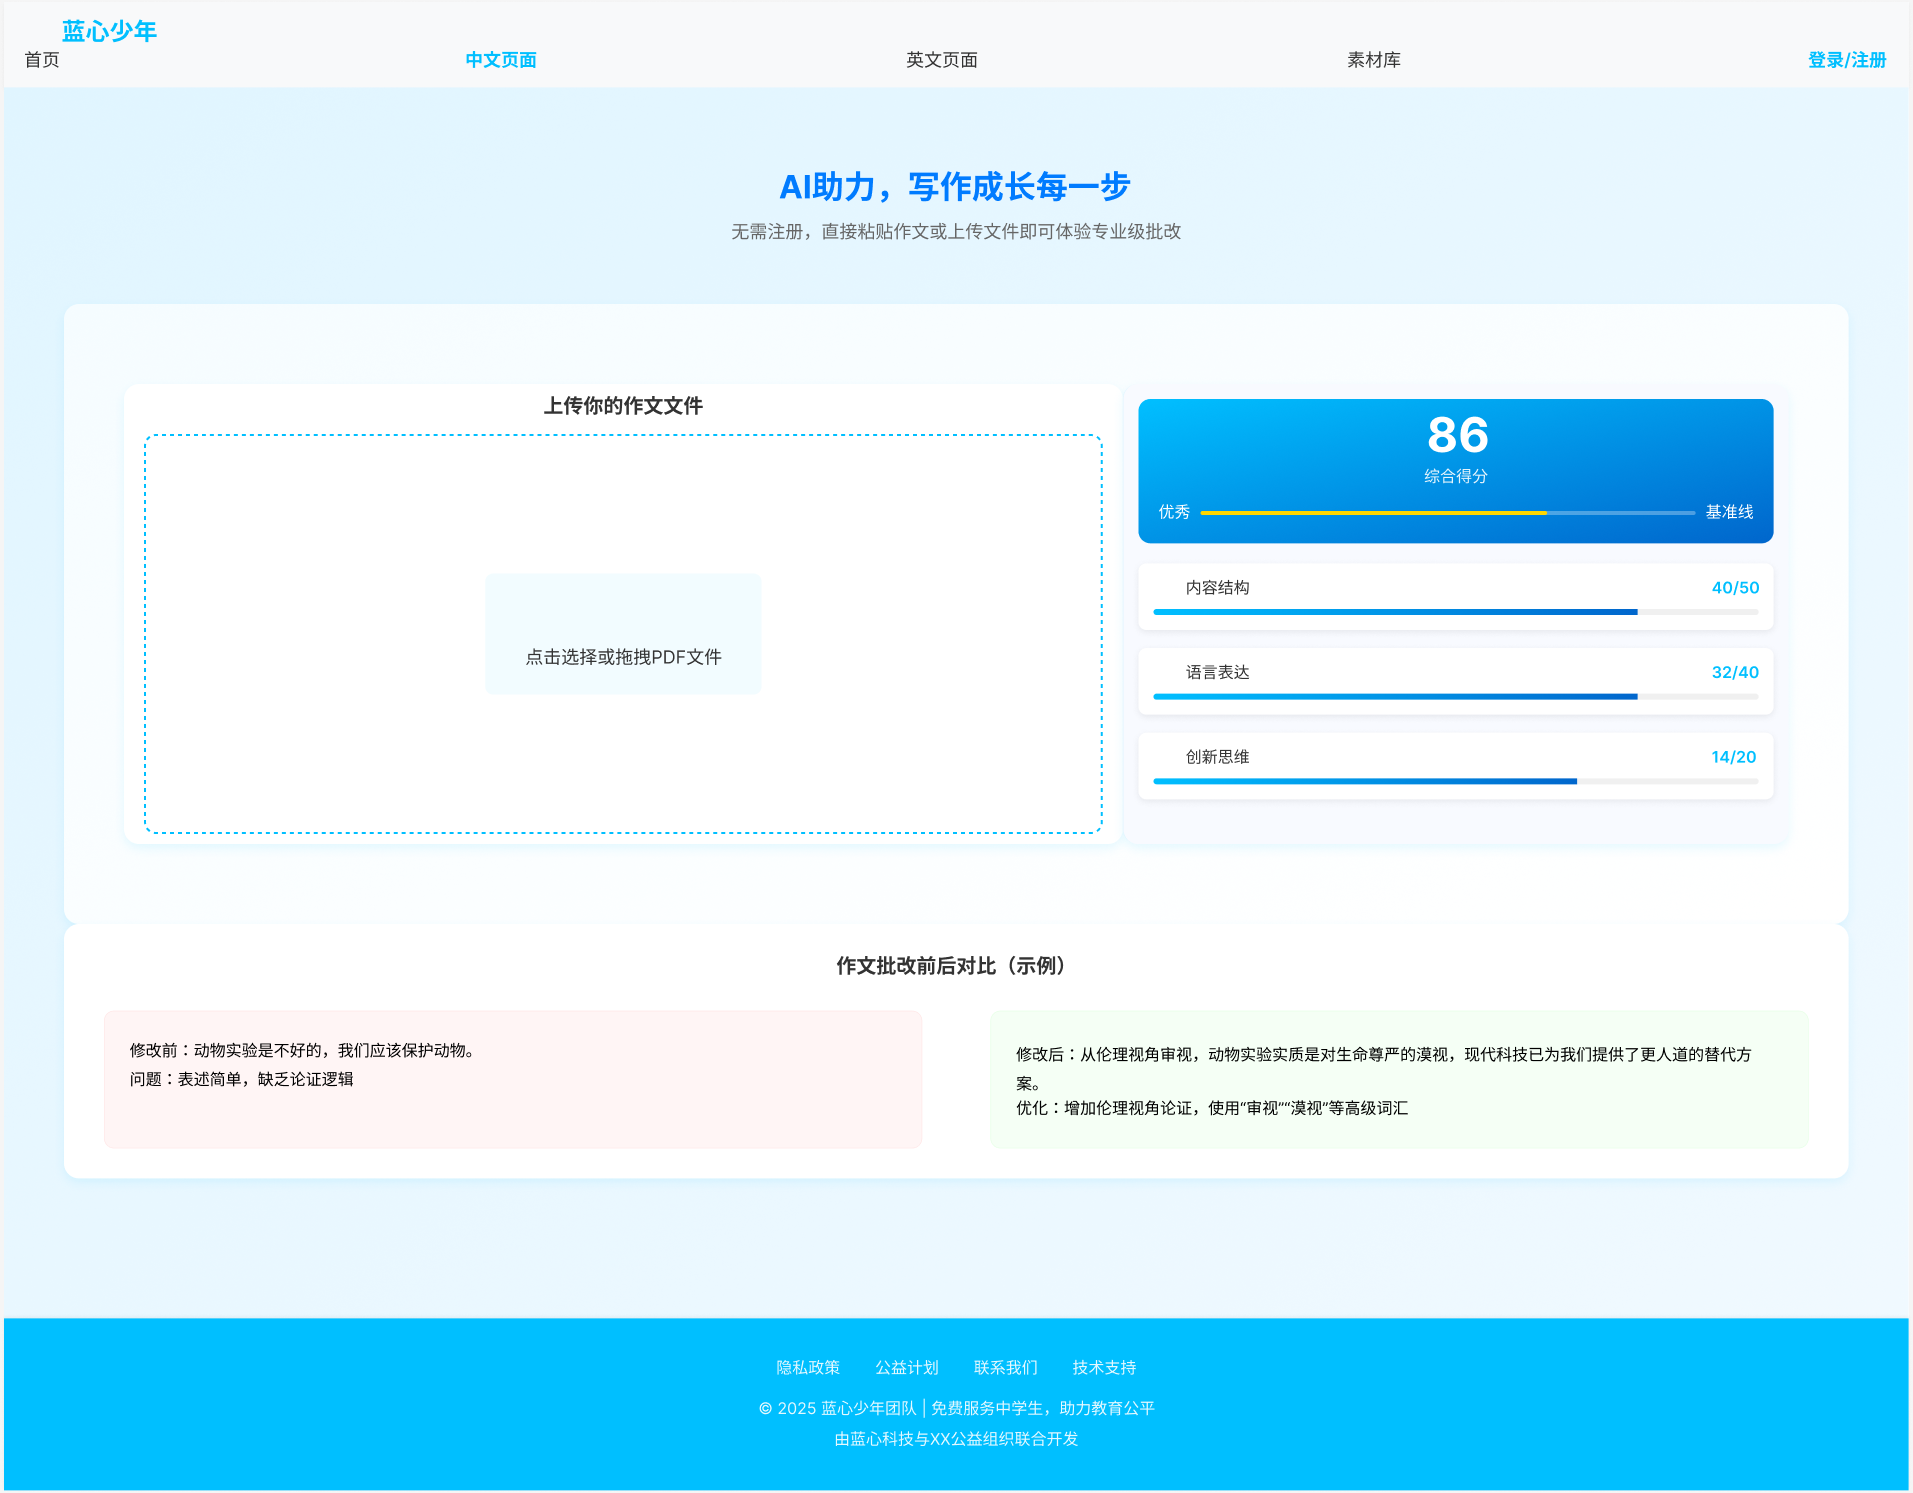 蓝心少年
首页
中文页面
英文页面
素材库
登录/注册
AI助力，写作成长每一步
无需注册，直接粘贴作文或上传文件即可体验专业级批改
上传你的作文文件
点击选择或拖拽PDF文件
86
综合得分
优秀
基准线
内容结构
40/50
语言表达
32/40
创新思维
14/20
作文批改前后对比（示例）
修改前：动物实验是不好的，我们应该保护动物。
问题：表述简单，缺乏论证逻辑
修改后：从伦理视角审视，动物实验实质是对生命尊严的漠视，现代科技已为我们提供了更人道的替代方
案。
优化：增加伦理视角论证，使用“审视”“漠视”等高级词汇
隐私政策
公益计划
联系我们
技术支持
© 2025 蓝心少年团队 | 免费服务中学生，助力教育公平
由蓝心科技与XX公益组织联合开发